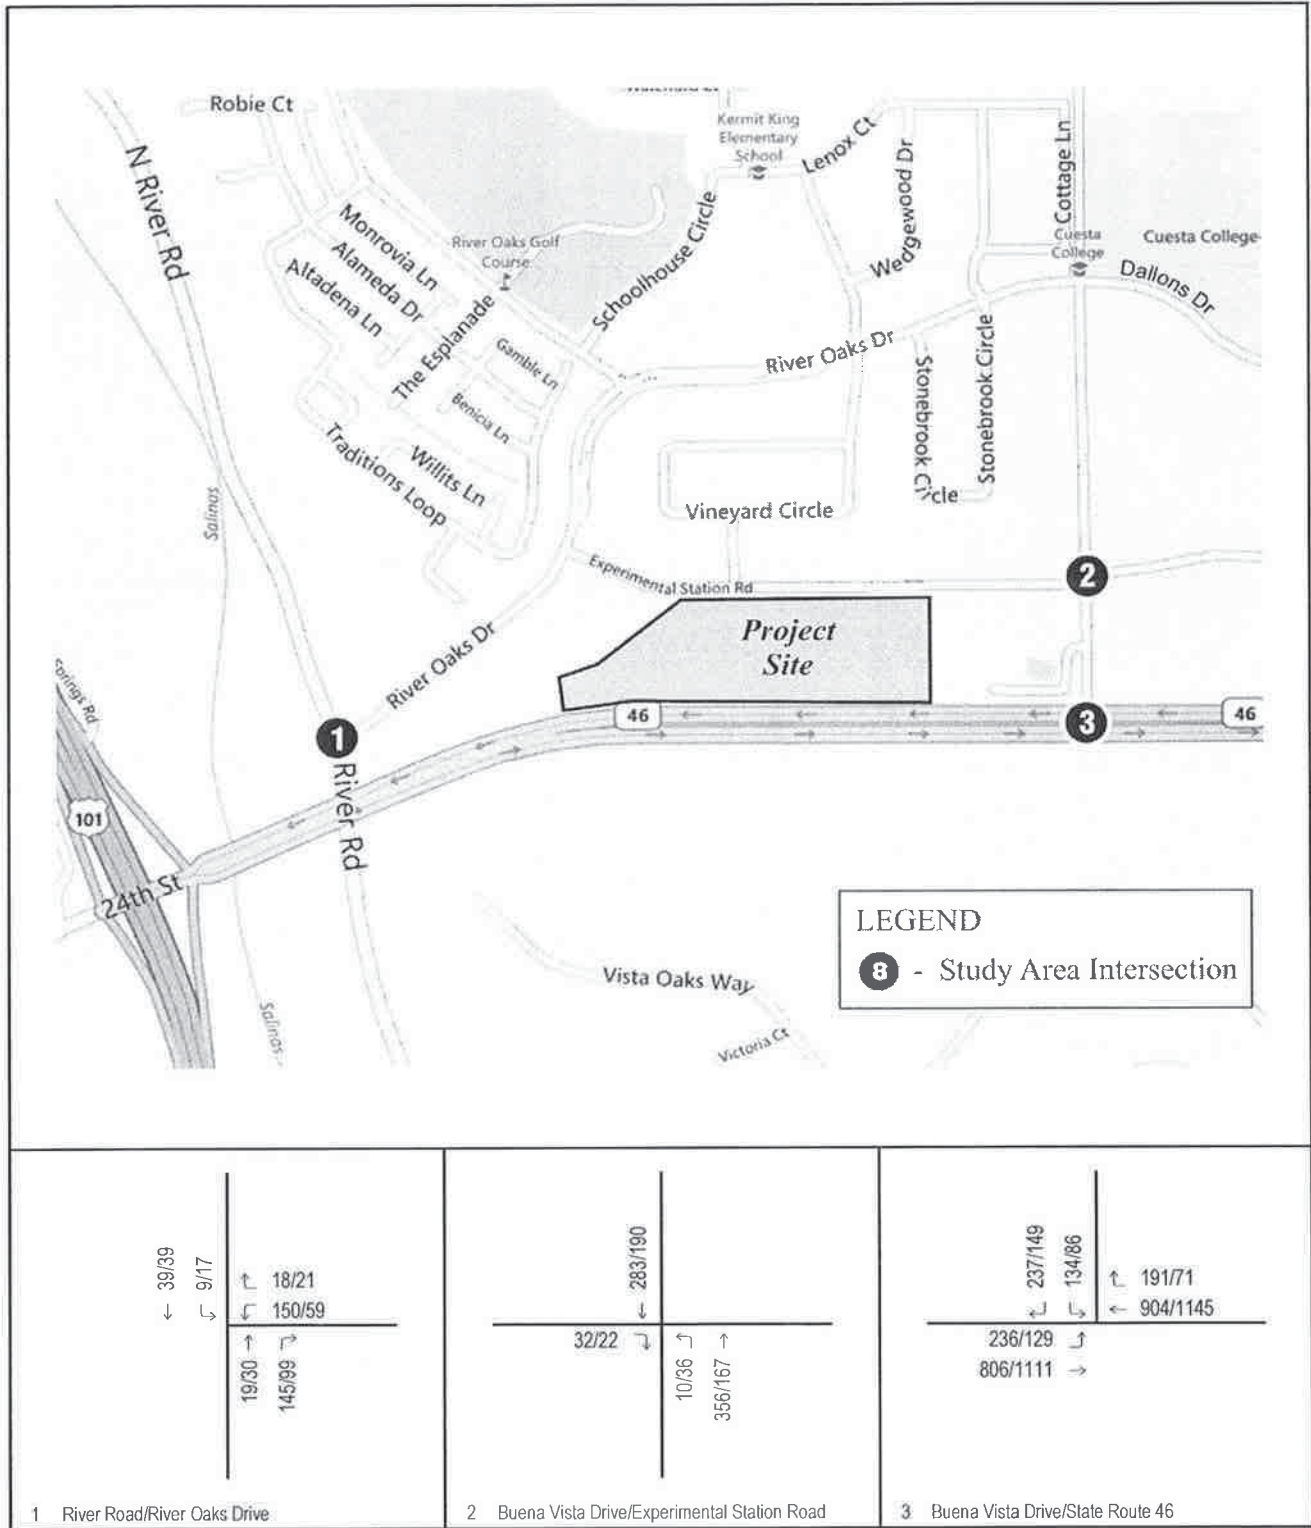 Robie Ct
Kermit King
Elementary
School
Lenox Ct
Cottage Ln
N River Rd
Wedgewood Dr
Monrovia Ln
River Oaks Golf
Course
Schoolhouse Circle
Cuesta
College
Cuesta College
Alameda Dr
Altadena Ln
Dallons Dr
The Esplanade
Gamble Ln
River Oaks Dr
Stonebrook Circle
Stonebrook Circle
Benicia Ln
Traditions Loop
Willits Ln
Salinas
Vineyard Circle
Experimental Station Rd
2
Project
Site
River Oaks Dr
Springs Rd
46
46
1
3
River Rd
101
24th St
LEGEND
8 - Study Area Intersection
Vista Oaks Way
Salinas
Victoria Ct
← 39/39
9/17
18/21
150/59
19/30 →
145/99
1 River Road/River Oaks Drive
← 283/190
32/22
10/36
356/167 →
2 Buena Vista Drive/Experimental Station Road
237/149
134/86
191/71
← 904/1145
236/129
806/1111 →
3 Buena Vista Drive/State Route 46